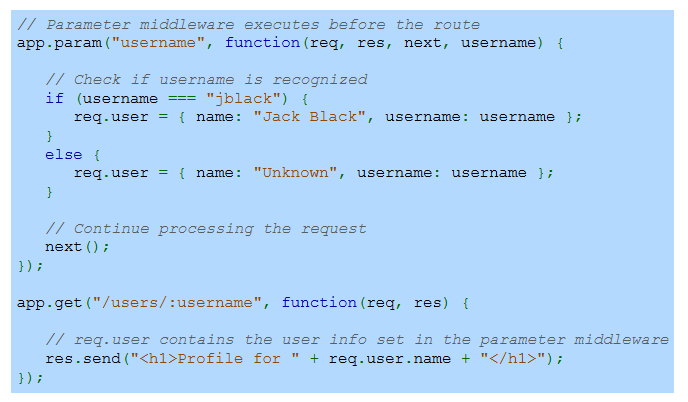 // Parameter middleware executes before the route
app.param("username", function(req, res, next, username) {
// Check if username is recognized
if (username === "jblack") {
req.user = { name: "Jack Black", username: username };
}
else {
req.user = { name: "Unknown", username: username };
}
// Continue processing the request
next();
});
app.get("/users/:username", function(req, res) {
// req.user contains the user info set in the parameter middleware
res.send("<h1>Profile for " + req.user.name + "</h1>");
});